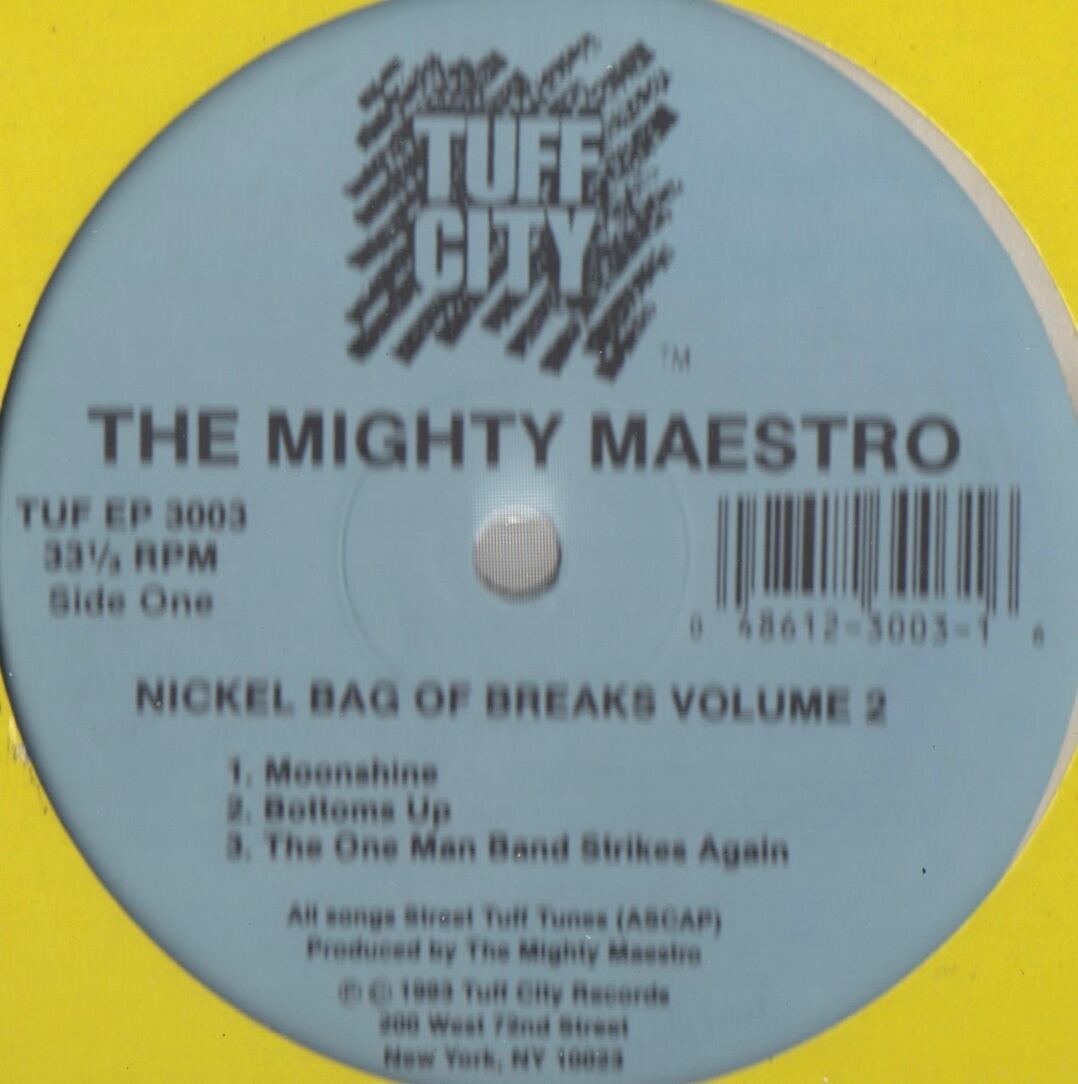 TUFF
CITY
TM
THE MIGHTY MAESTRO
TUF EP 3003
33⅓ RPM
Side One
0 48612-3003-1 6
NICKEL BAG OF BREAKS VOLUME 2
1. Moonshine
2. Bottoms Up
3. The One Man Band Strikes Again
All songs Street Tuff Tunes (ASCAP)
Produced by The Mighty Maestro
℗ © 1993 Tuff City Records
200 West 72nd Street
New York, NY 10023